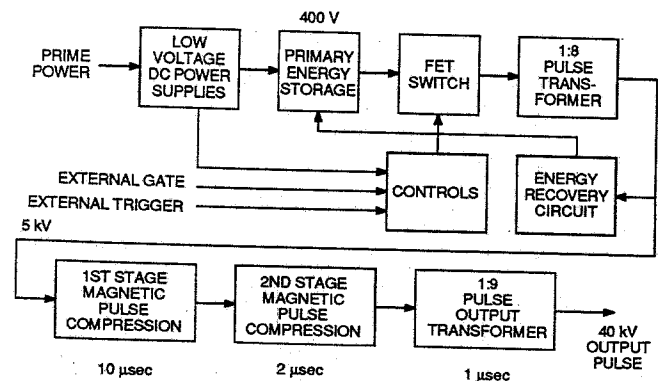 400 V
PRIME
POWER
LOW
VOLTAGE
DC POWER
SUPPLIES
PRIMARY
ENERGY
STORAGE
FET
SWITCH
1:8
PULSE
TRANS-
FORMER
EXTERNAL GATE
EXTERNAL TRIGGER
CONTROLS
ENERGY
RECOVERY
CIRCUIT
5 kV
1ST STAGE
MAGNETIC
PULSE
COMPRESSION
2ND STAGE
MAGNETIC
PULSE
COMPRESSION
1:9
PULSE
OUTPUT
TRANSFORMER
40 kV
OUTPUT
PULSE
10 µsec
2 µsec
1 µsec